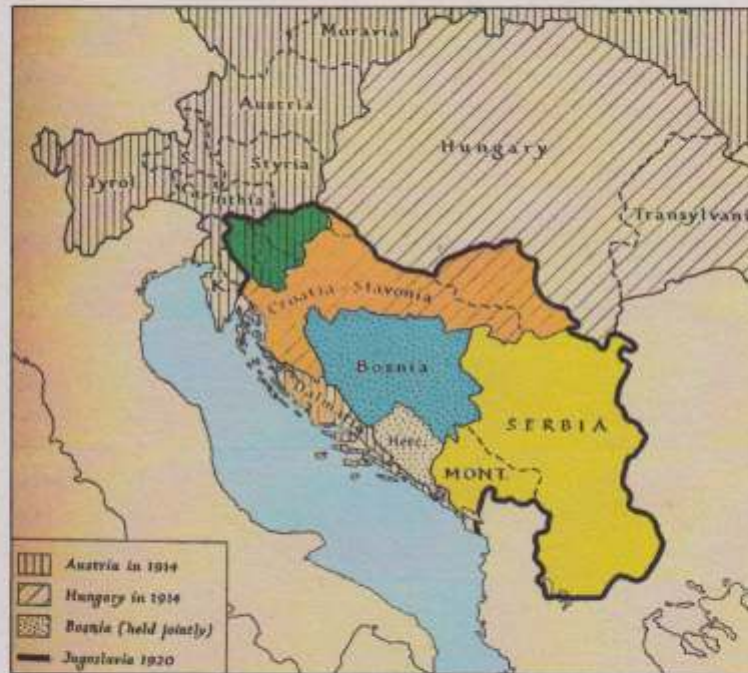 Moravia
Austria
Hungary
Styria
Tyrol
Carinthia
Transylvani
K.
Croatia - Slavonia
Bosnia
Dalmatia
SERBIA
Herc.
MONT.
Austria in 1914
Hungary in 1914
Bosnia (held jointly)
Jugoslavia 1920